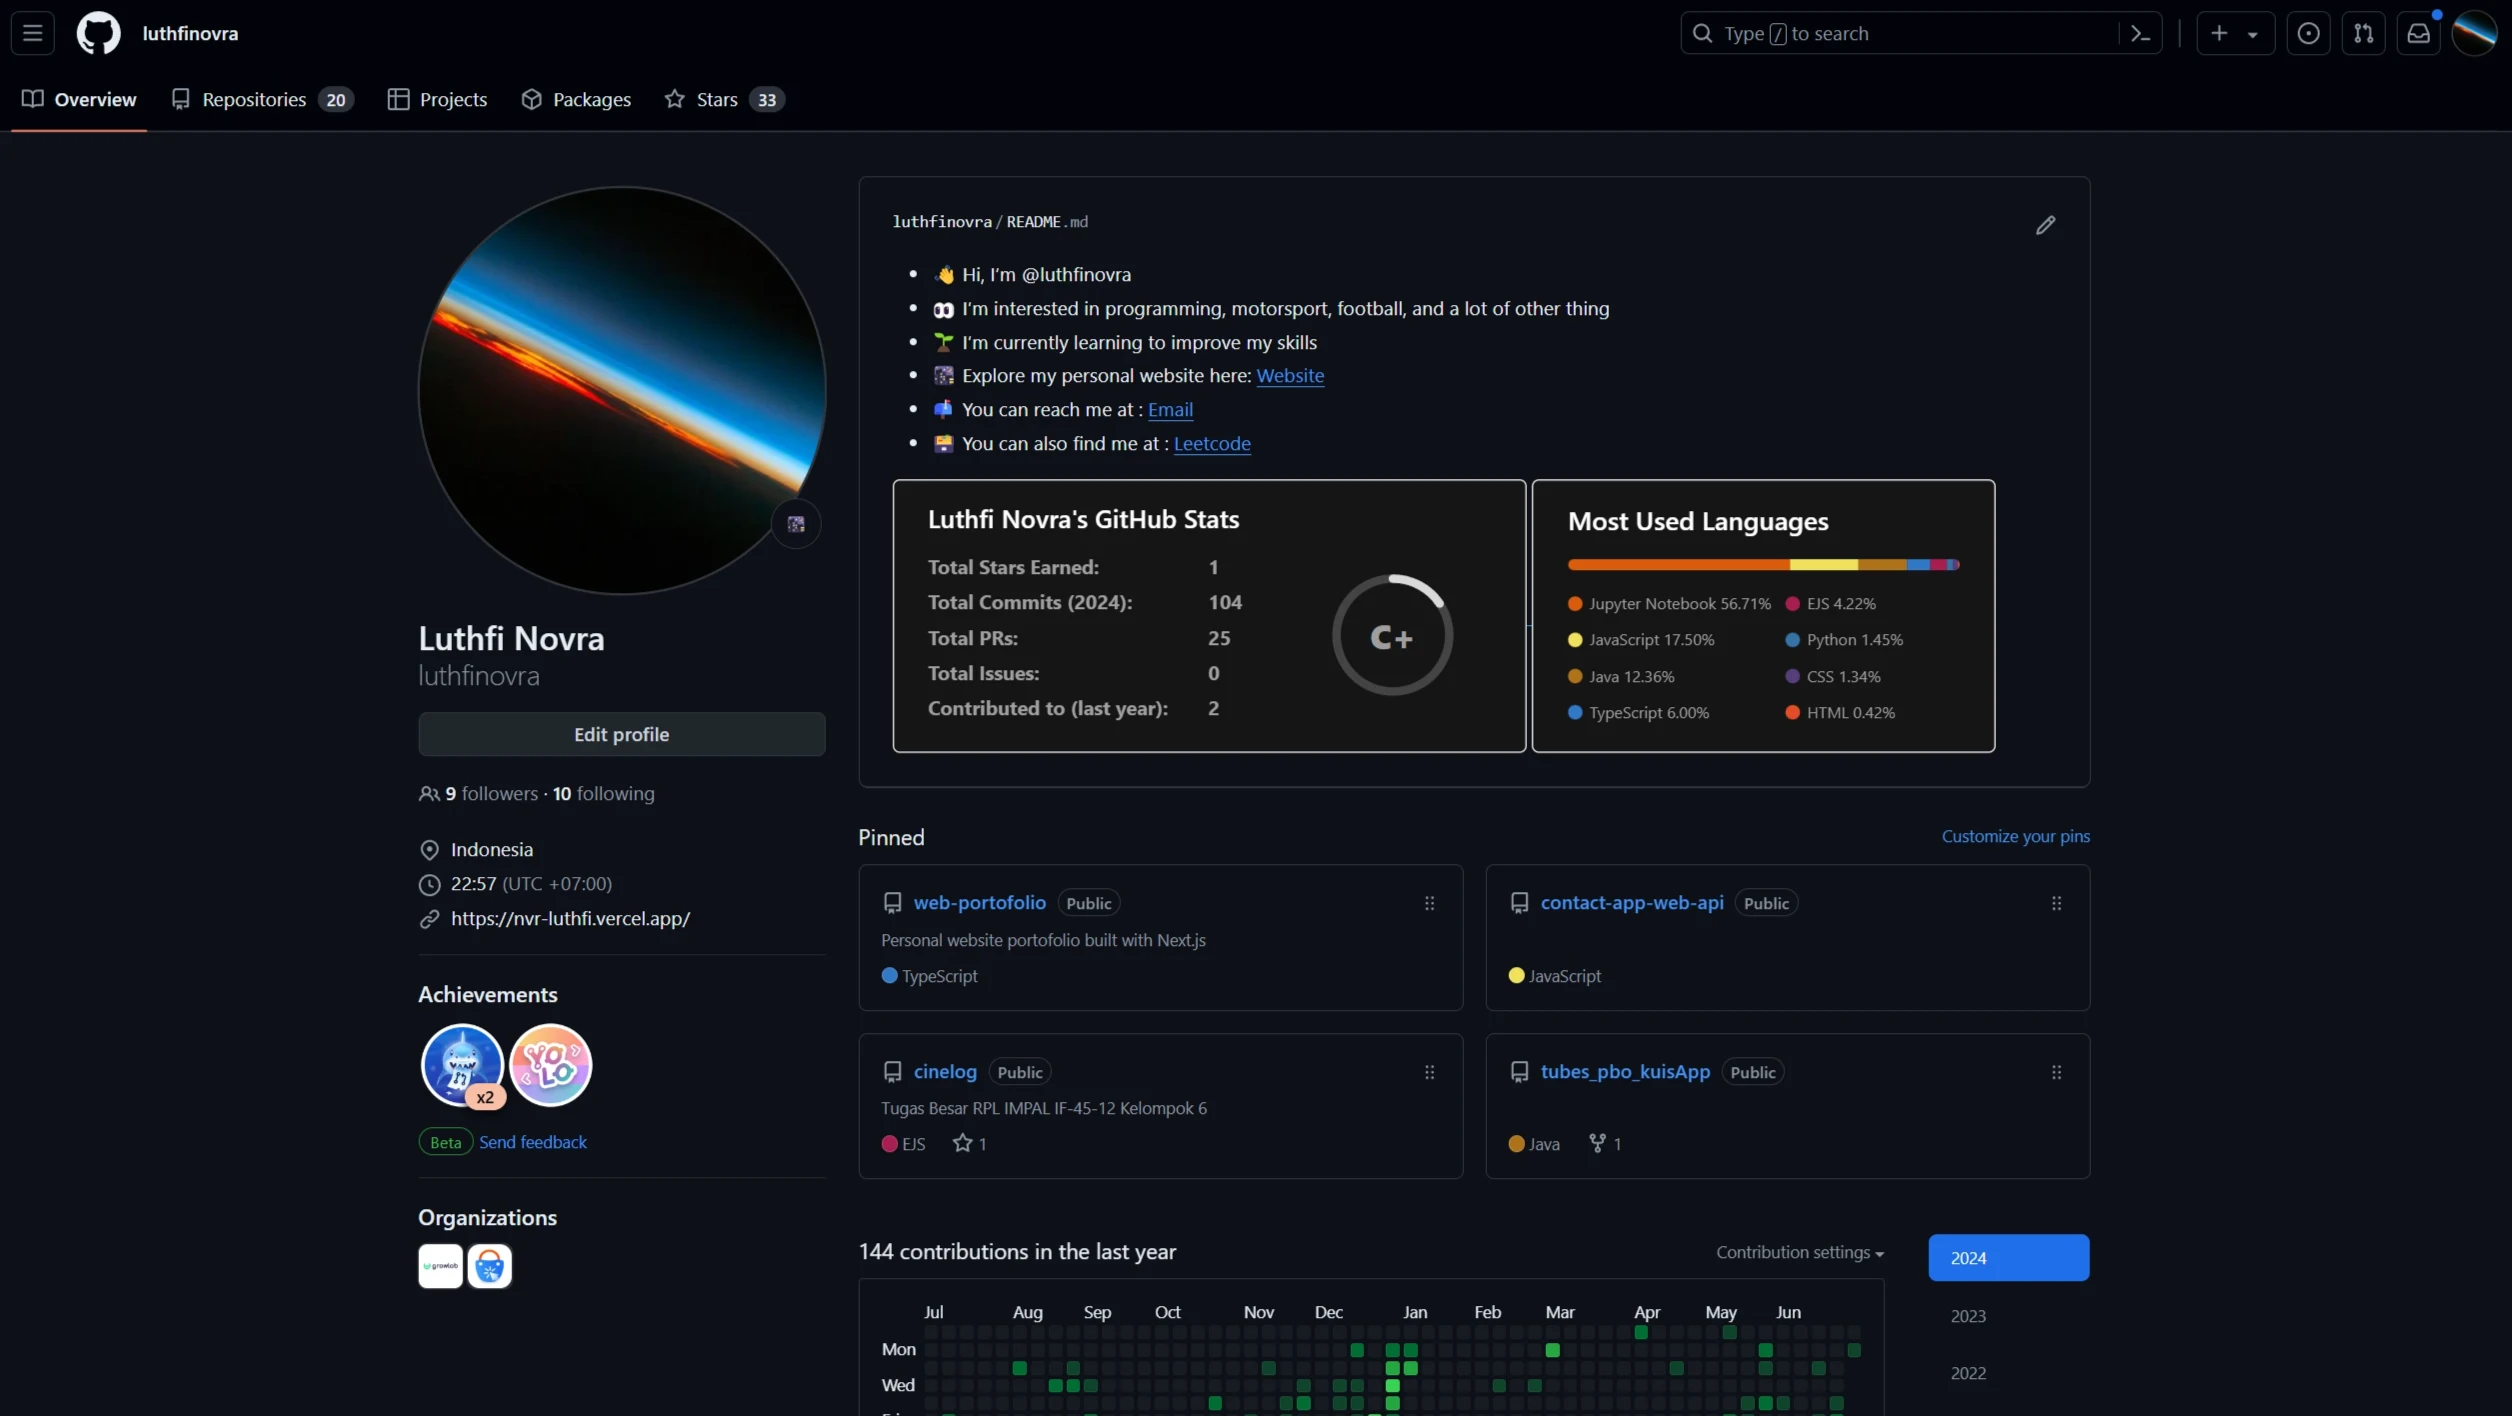 luthfinovra
Type / to search
Overview
Repositories 20
Projects
Packages
Stars 33
luthfinovra/README.md
👋 Hi, I’m @luthfinovra
👀 I’m interested in programming, motorsport, football, and a lot of other thing
🌱 I’m currently learning to improve my skills
🌌 Explore my personal website here: Website
📫 You can reach me at : Email
🗃️ You can also find me at : Leetcode
Luthfi Novra's GitHub Stats
Total Stars Earned: 1
Total Commits (2024): 104
Total PRs: 25
Total Issues: 0
Contributed to (last year): 2
C+
Most Used Languages
Jupyter Notebook 56.71%
JavaScript 17.50%
Java 12.36%
TypeScript 6.00%
EJS 4.22%
Python 1.45%
CSS 1.34%
HTML 0.42%
Luthfi Novra
luthfinovra
Edit profile
9 followers · 10 following
Indonesia
22:57 (UTC +07:00)
https://nvr-luthfi.vercel.app/
Achievements
x2
YOLO
Beta Send feedback
Organizations
growlab
Pinned
Customize your pins
web-portofolio Public
Personal website portofolio built with Next.js
TypeScript
contact-app-web-api Public
JavaScript
cinelog Public
Tugas Besar RPL IMPAL IF-45-12 Kelompok 6
EJS 1
tubes_pbo_kuisApp Public
Java 1
144 contributions in the last year
Contribution settings
2024
2023
2022
Jul Aug Sep Oct Nov Dec Jan Feb Mar Apr May Jun
Mon
Wed